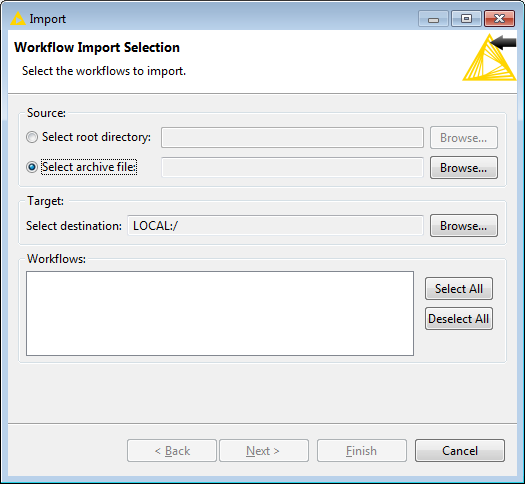 Import
Workflow Import Selection
Select the workflows to import.
Source:
Select root directory:
Browse...
Select archive file:
Browse...
Target:
Select destination: LOCAL:/
Browse...
Workflows:
Select All
Deselect All
< Back
Next >
Finish
Cancel